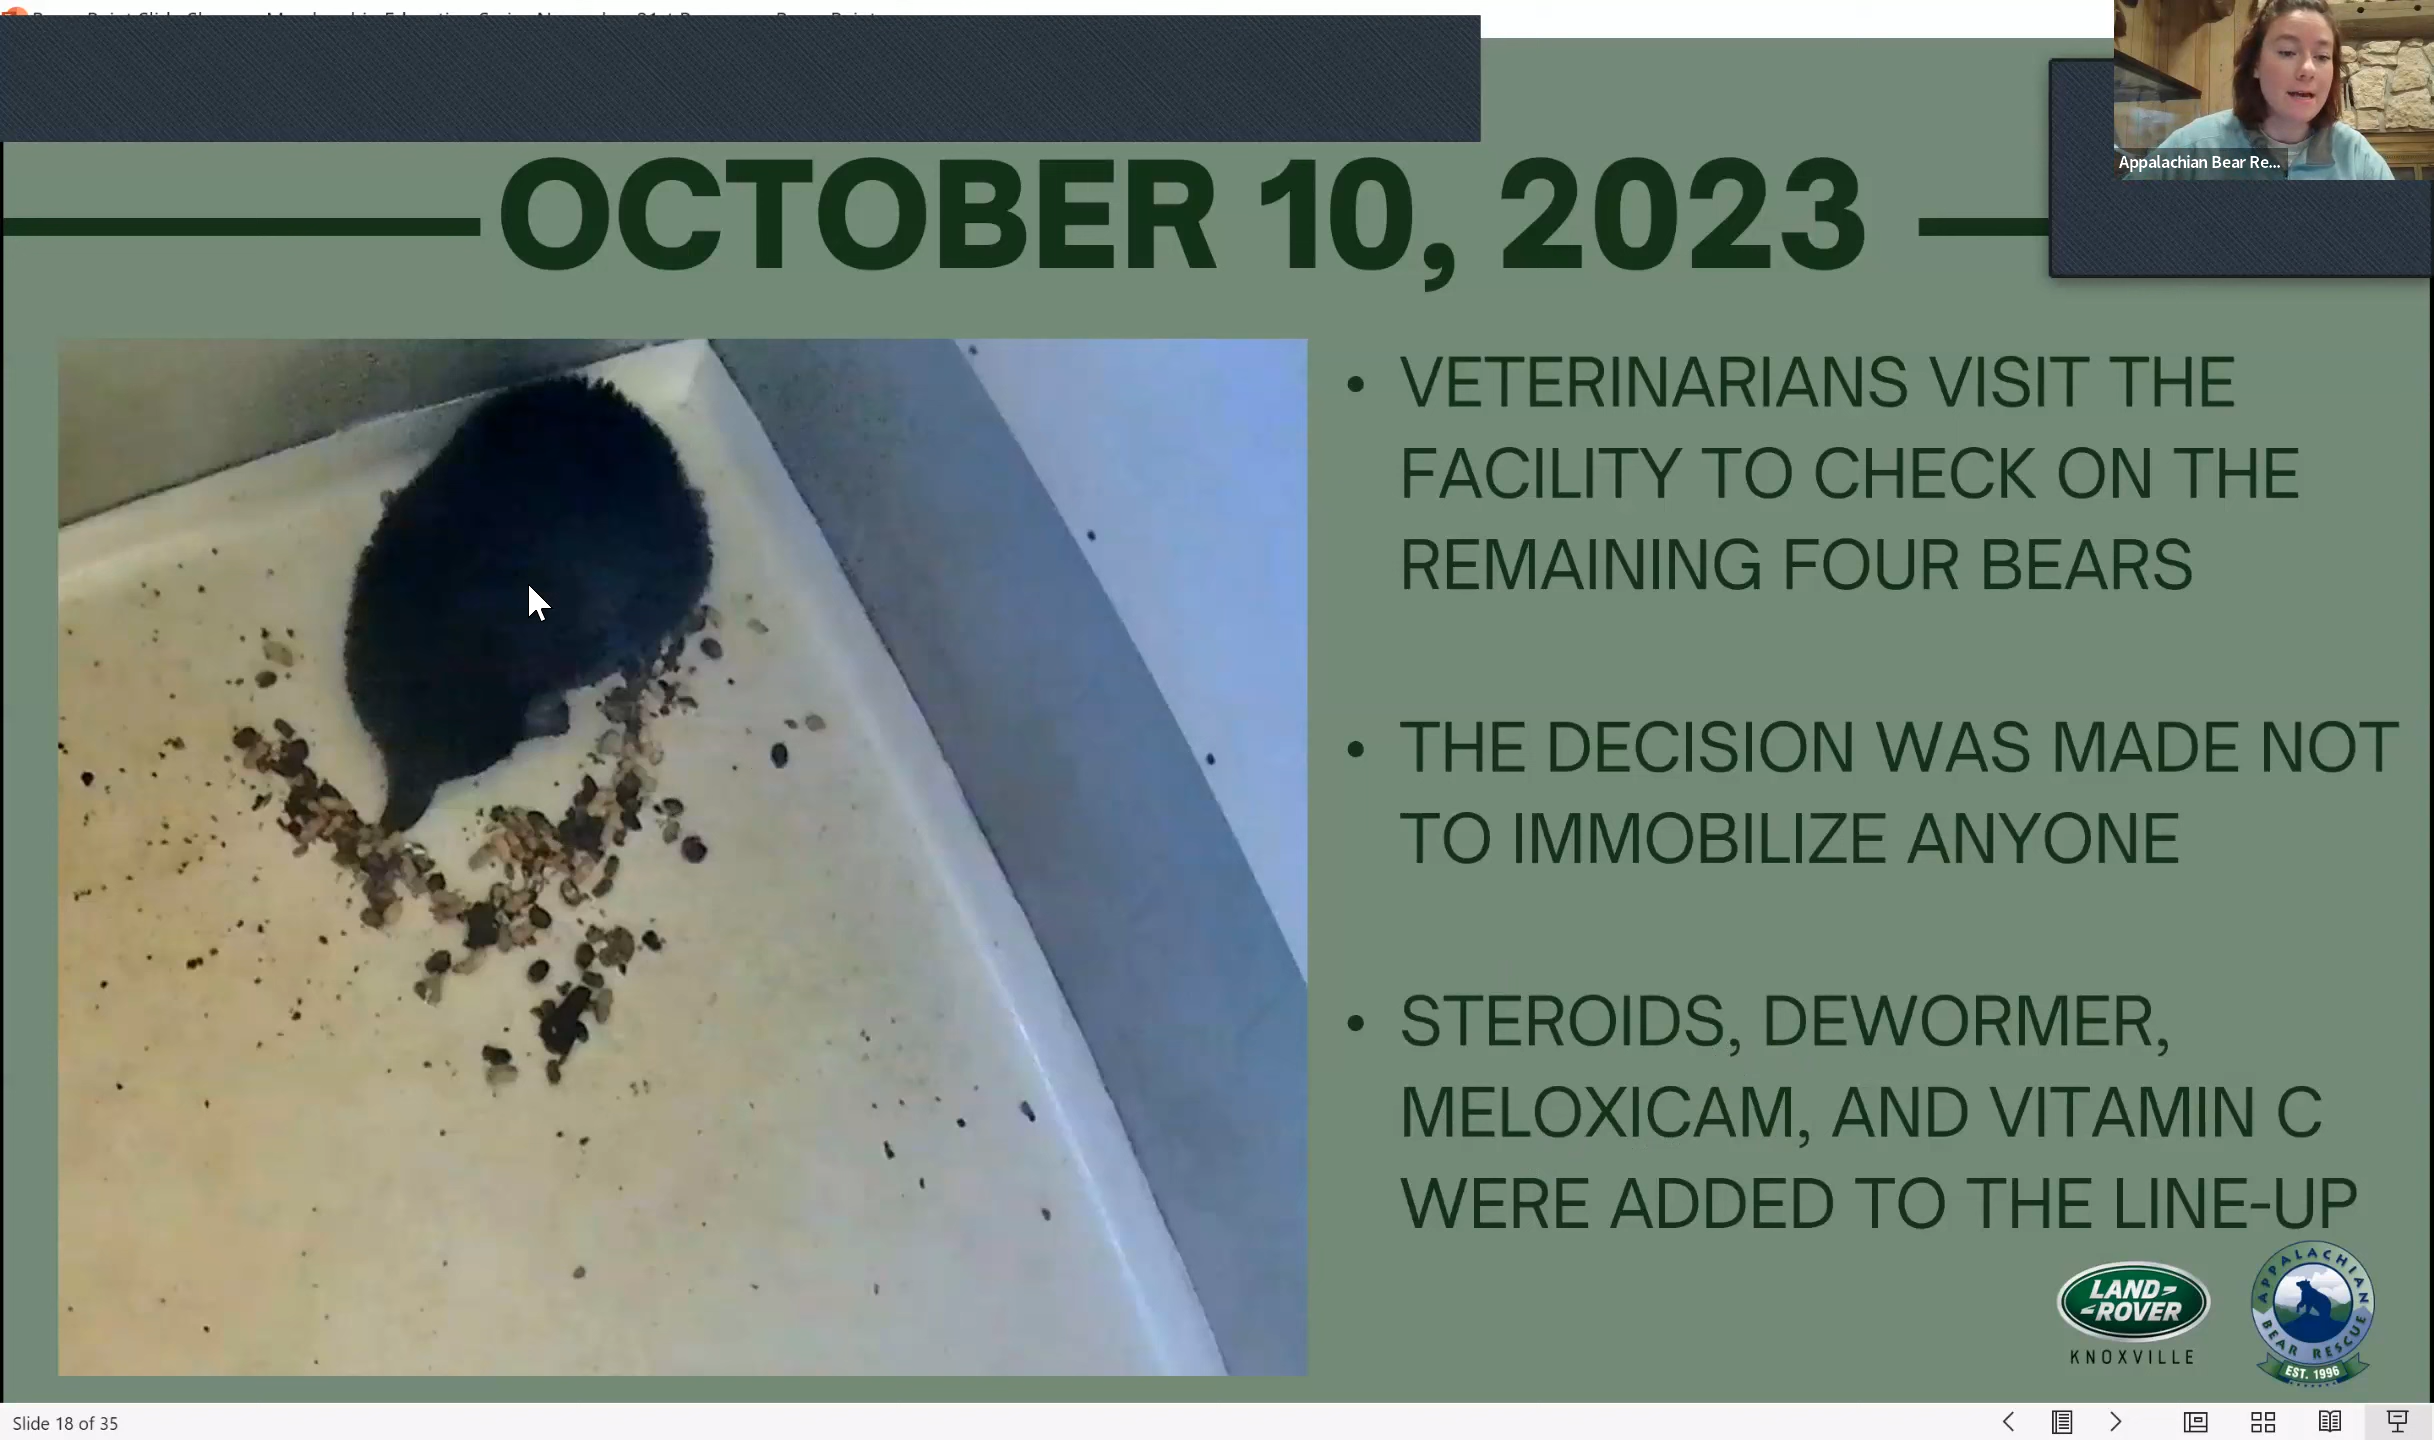 Appalachian Bear Re...
OCTOBER 10, 2023
• VETERINARIANS VISIT THE
FACILITY TO CHECK ON THE
REMAINING FOUR BEARS
• THE DECISION WAS MADE NOT
TO IMMOBILIZE ANYONE
• STEROIDS, DEWORMER,
MELOXICAM, AND VITAMIN C
WERE ADDED TO THE LINE-UP
LAND
ROVER
KNOXVILLE
APPALACHIAN
BEAR RESCUE
EST. 1996
Slide 18 of 35